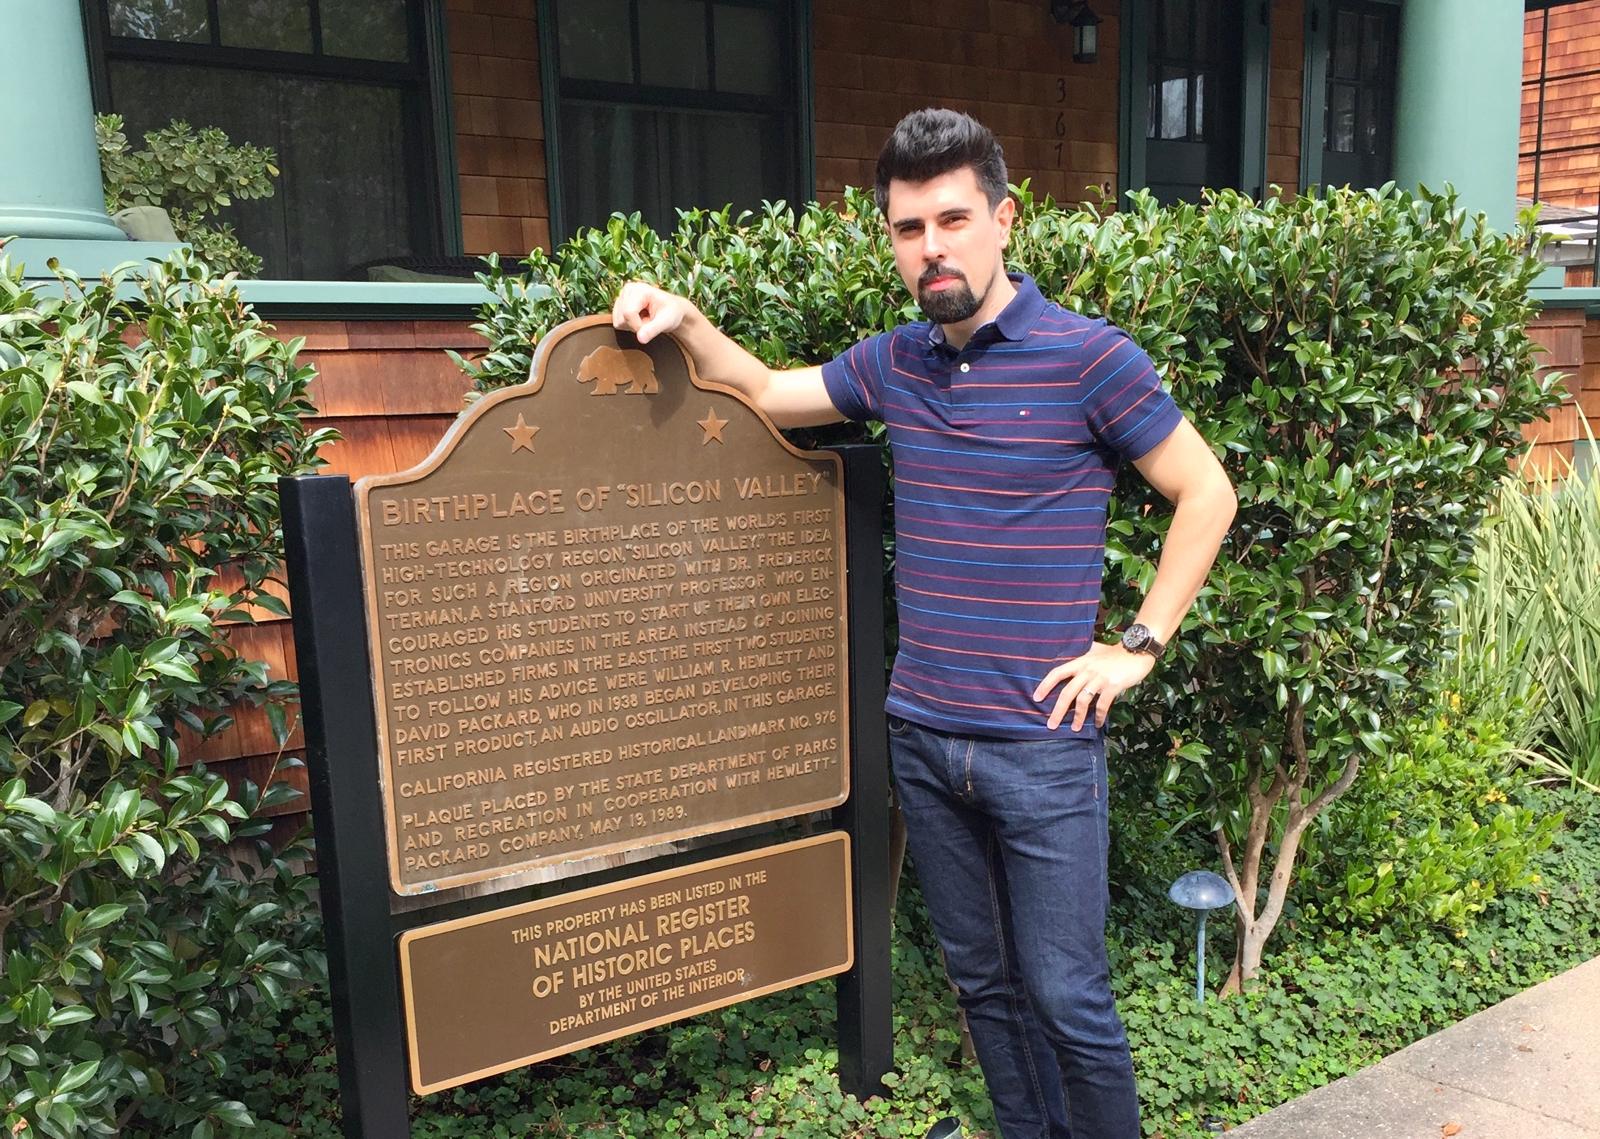 367
BIRTHPLACE OF "SILICON VALLEY"
THIS GARAGE IS THE BIRTHPLACE OF THE WORLD'S FIRST
HIGH-TECHNOLOGY REGION, "SILICON VALLEY." THE IDEA
FOR SUCH A REGION ORIGINATED WITH DR. FREDERICK
TERMAN, A STANFORD UNIVERSITY PROFESSOR WHO EN-
COURAGED HIS STUDENTS TO START UP THEIR OWN ELEC-
TRONICS COMPANIES IN THE AREA INSTEAD OF JOINING
ESTABLISHED FIRMS IN THE EAST. THE FIRST TWO STUDENTS
TO FOLLOW HIS ADVICE WERE WILLIAM R. HEWLETT AND
DAVID PACKARD, WHO IN 1938 BEGAN DEVELOPING THEIR
FIRST PRODUCT, AN AUDIO OSCILLATOR, IN THIS GARAGE.
CALIFORNIA REGISTERED HISTORICAL LANDMARK NO. 976
PLAQUE PLACED BY THE STATE DEPARTMENT OF PARKS
AND RECREATION IN COOPERATION WITH HEWLETT-
PACKARD COMPANY, MAY 19, 1989.
THIS PROPERTY HAS BEEN LISTED IN THE
NATIONAL REGISTER
OF HISTORIC PLACES
BY THE UNITED STATES
DEPARTMENT OF THE INTERIOR